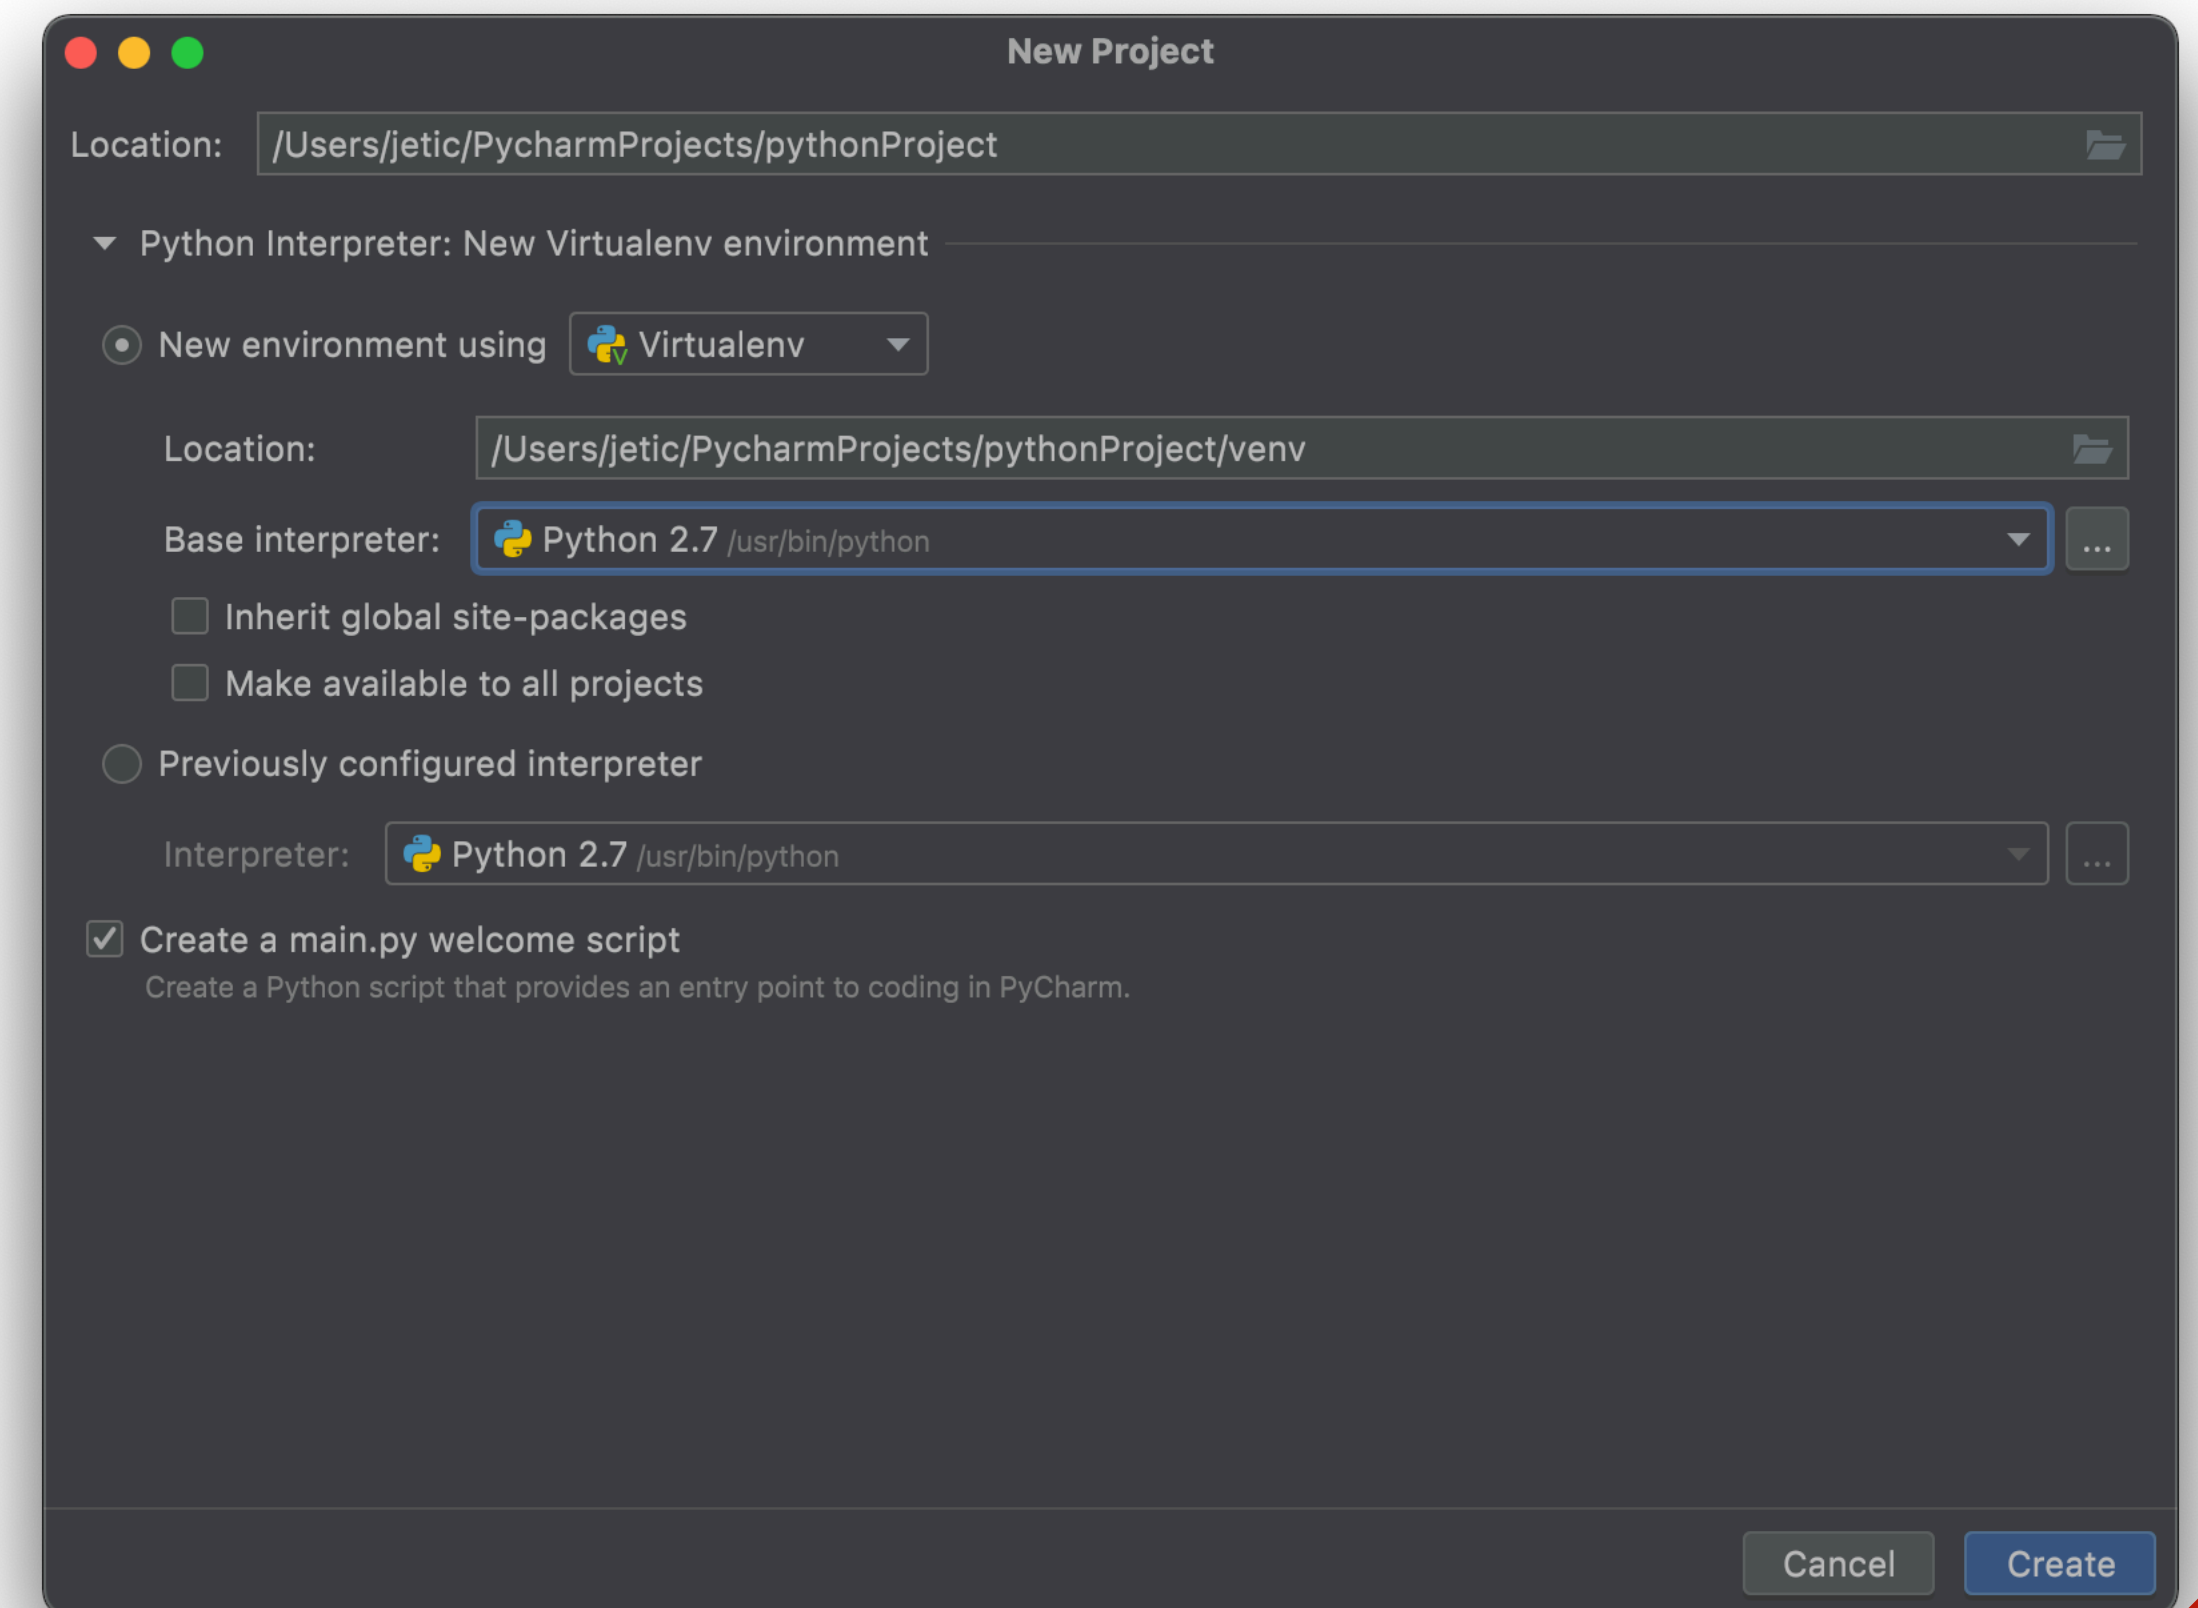 New Project
Location: /Users/jetic/PycharmProjects/pythonProject
Python Interpreter: New Virtualenv environment
New environment using Virtualenv
Location: /Users/jetic/PycharmProjects/pythonProject/venv
Base interpreter: Python 2.7 /usr/bin/python ...
Inherit global site-packages
Make available to all projects
Previously configured interpreter
Interpreter: Python 2.7 /usr/bin/python ...
Create a main.py welcome script
Create a Python script that provides an entry point to coding in PyCharm.
Cancel Create